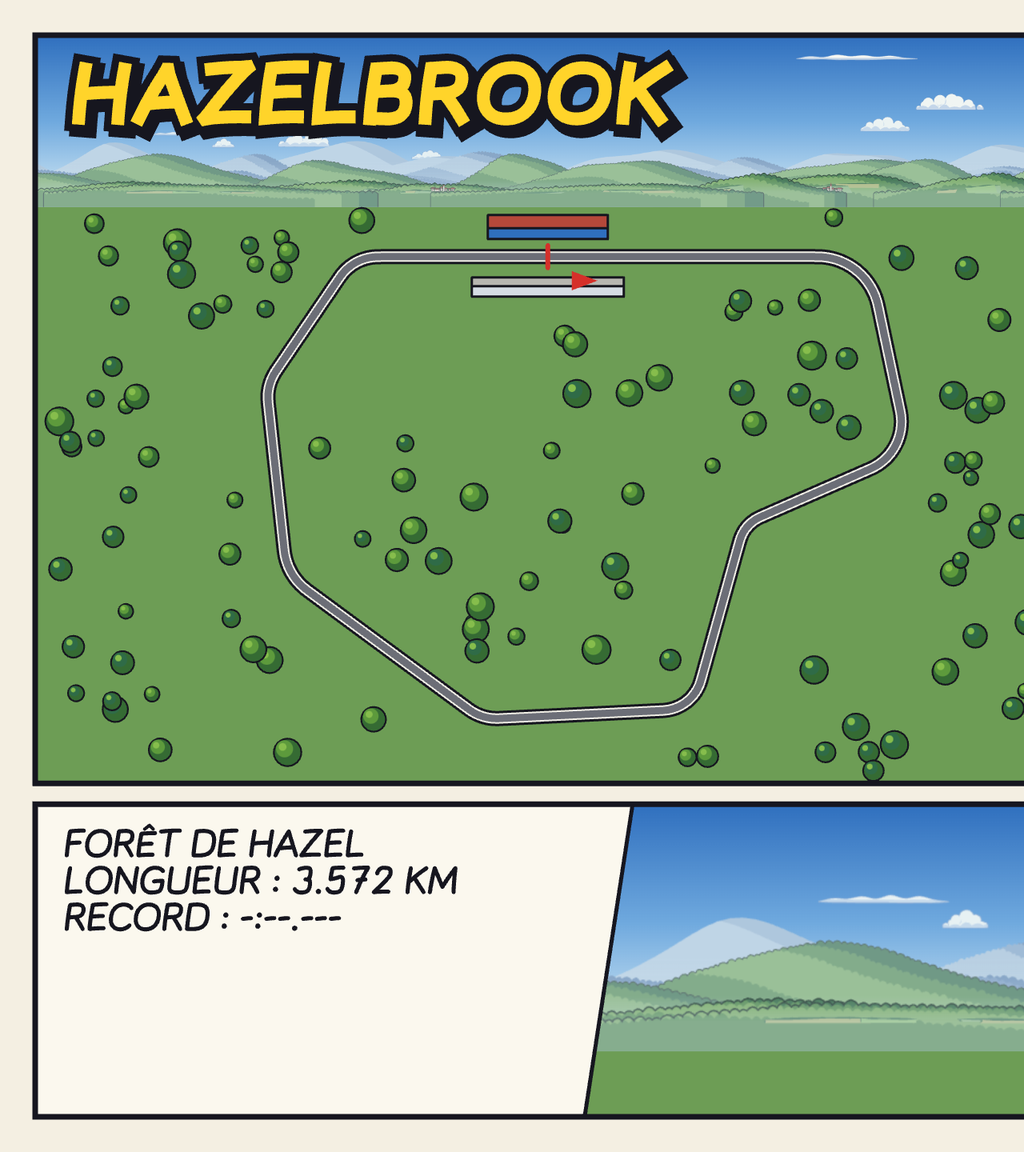 HAZELBROOK
FORÊT DE HAZEL
LONGUEUR : 3.572 KM
RECORD : -:--.---